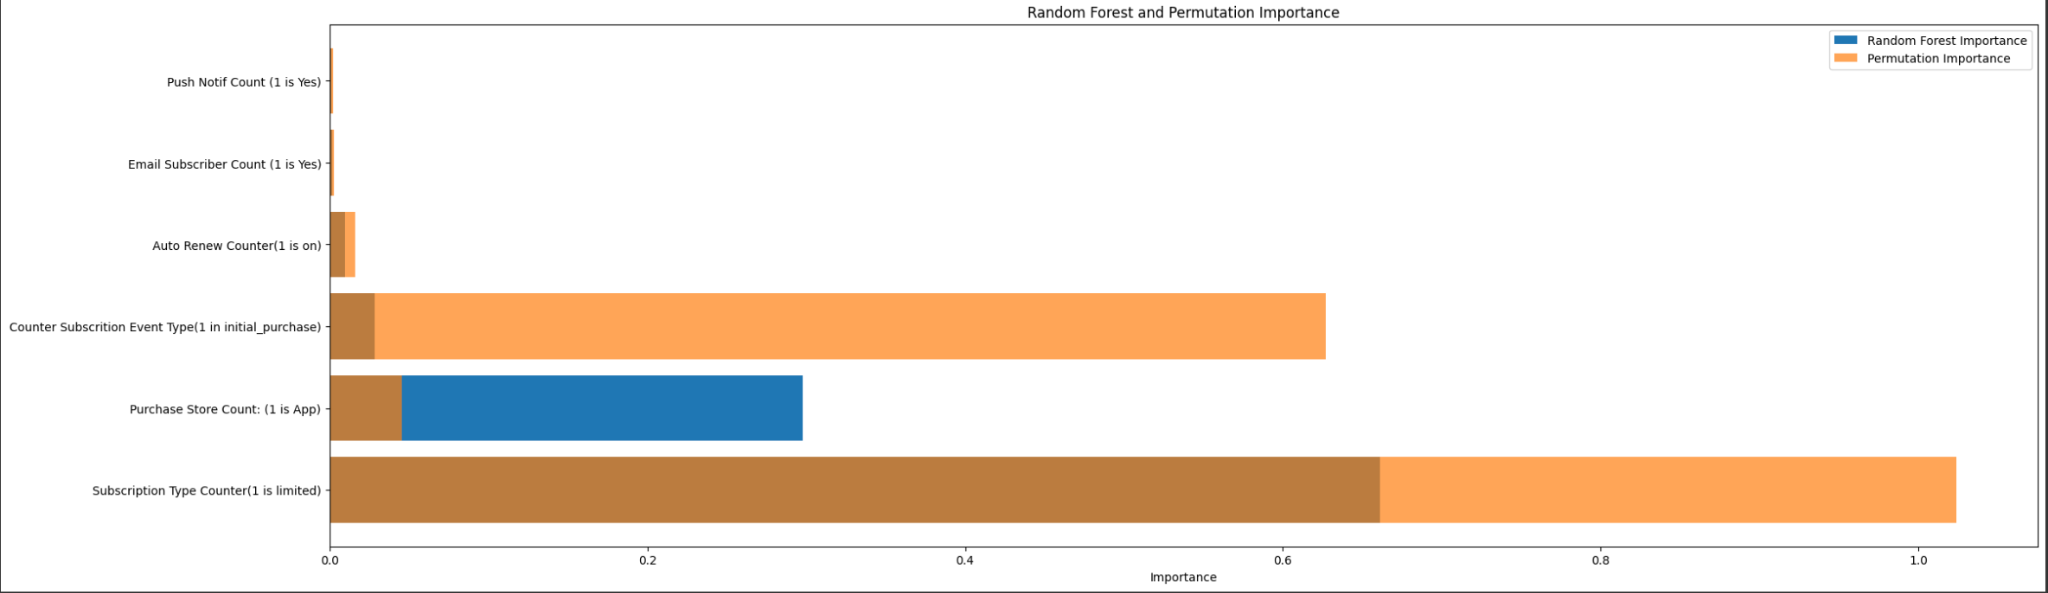 Random Forest and Permutation Importance
Random Forest Importance
Permutation Importance
Push Notif Count (1 is Yes)
Email Subscriber Count (1 is Yes)
Auto Renew Counter(1 is on)
Counter Subscrition Event Type(1 in initial_purchase)
Purchase Store Count: (1 is App)
Subscription Type Counter(1 is limited)
0.0 0.2 0.4 0.6 0.8 1.0
Importance